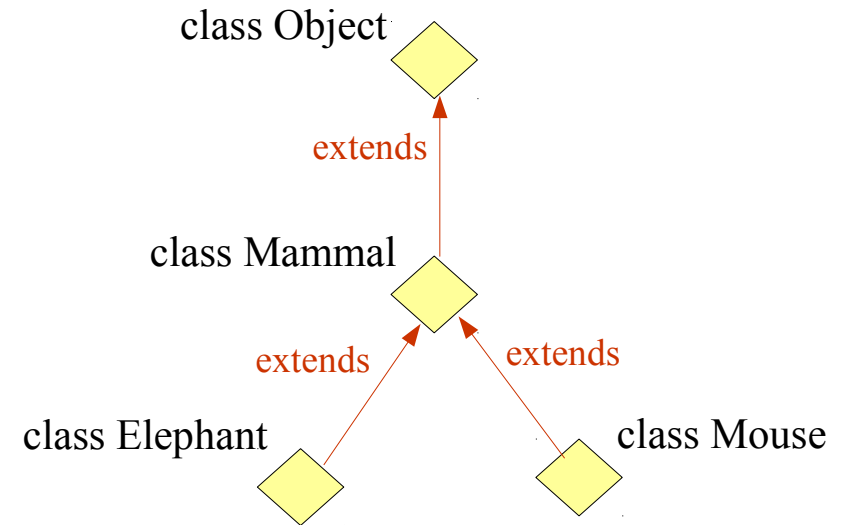 class Object
extends
class Mammal
extends
extends
class Elephant
class Mouse